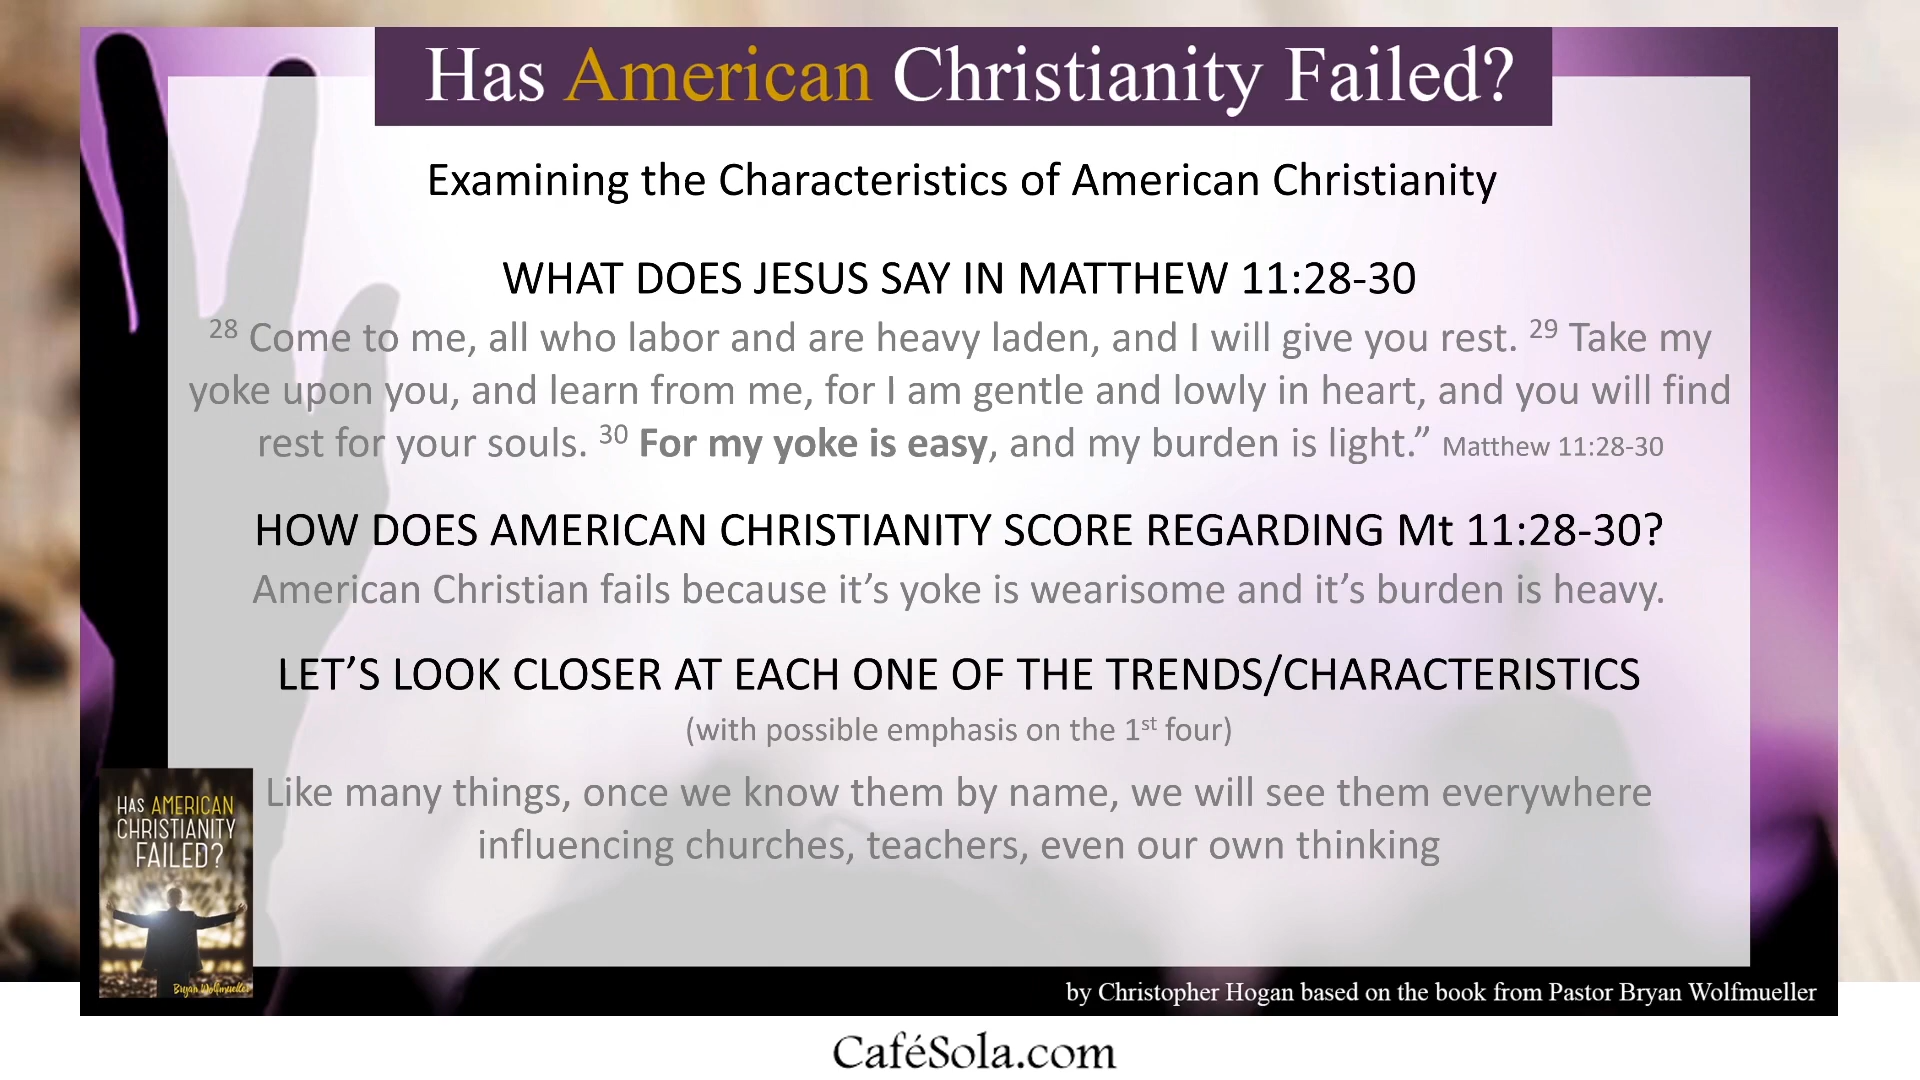 Has American Christianity Failed?
Examining the Characteristics of American Christianity
WHAT DOES JESUS SAY IN MATTHEW 11:28-30
28 Come to me, all who labor and are heavy laden, and I will give you rest. 29 Take my
yoke upon you, and learn from me, for I am gentle and lowly in heart, and you will find
rest for your souls. 30 For my yoke is easy, and my burden is light.” Matthew 11:28-30
HOW DOES AMERICAN CHRISTIANITY SCORE REGARDING Mt 11:28-30?
American Christian fails because it’s yoke is wearisome and it’s burden is heavy.
LET’S LOOK CLOSER AT EACH ONE OF THE TRENDS/CHARACTERISTICS
(with possible emphasis on the 1st four)
Like many things, once we know them by name, we will see them everywhere
influencing churches, teachers, even our own thinking
HAS AMERICAN
CHRISTIANITY
FAILED?
Bryan Wolfmueller
by Christopher Hogan based on the book from Pastor Bryan Wolfmueller
CaféSola.com